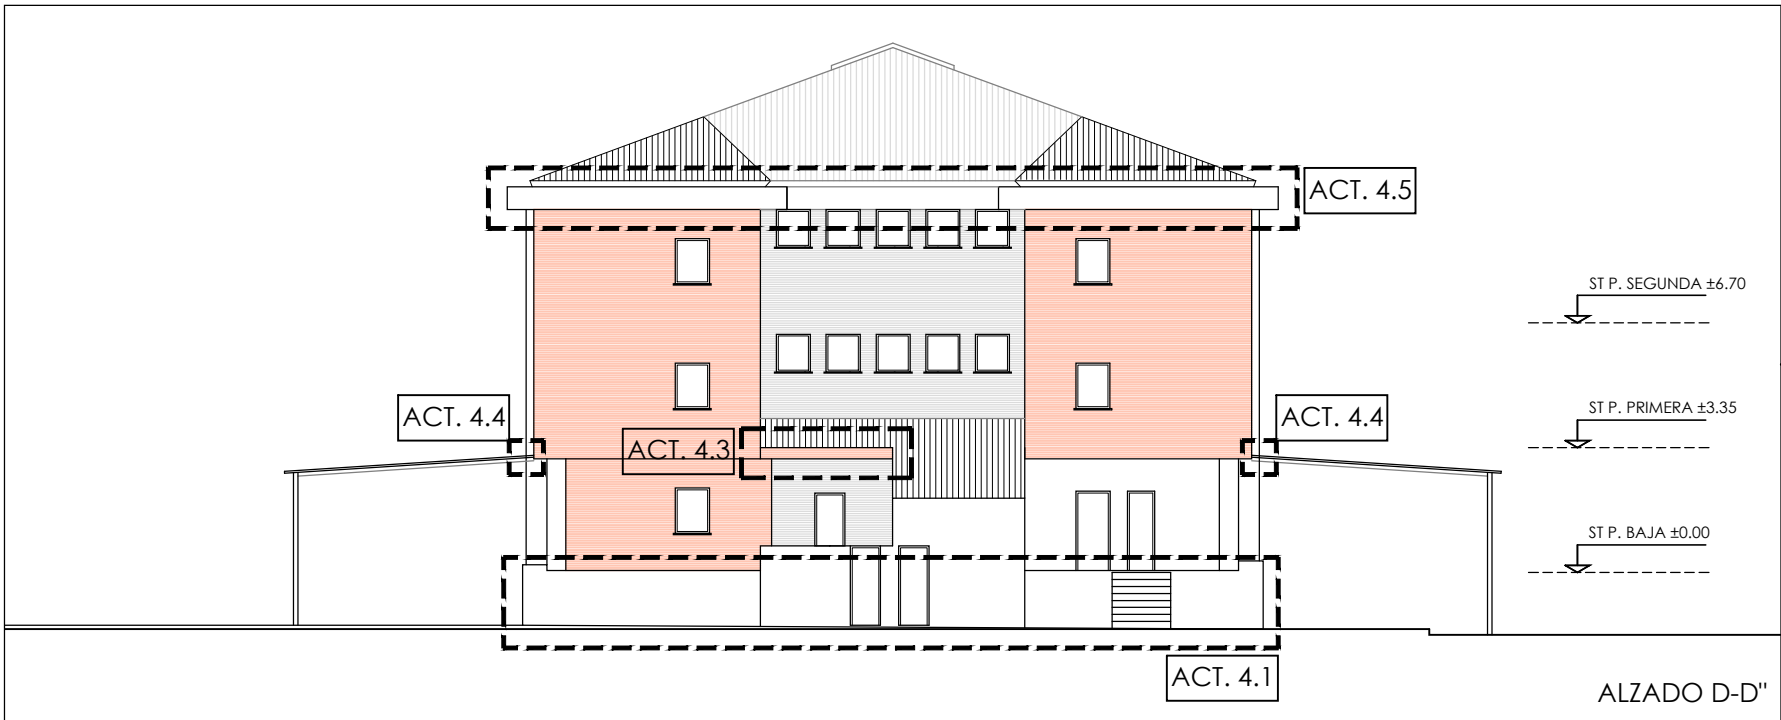 ACT. 4.5
ST P. SEGUNDA ±6.70
ACT. 4.4
ACT. 4.3
ACT. 4.4
ST P. PRIMERA ±3.35
ST P. BAJA ±0.00
ACT. 4.1
ALZADO D-D"